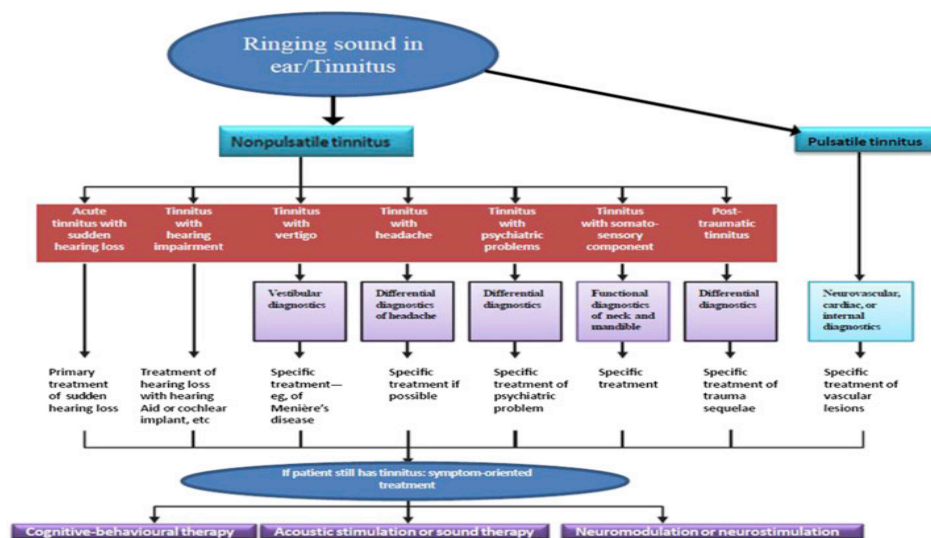 Ringing sound in
ear/Tinnitus
Nonpulsatile tinnitus
Pulsatile tinnitus
Acute
tinnitus with
sudden
hearing loss
Tinnitus
with
hearing
impairment
Tinnitus
with
vertigo
Tinnitus
with
headache
Tinnitus
with
psychiatric
problems
Tinnitus
with somato-
sensory
component
Post-
traumatic
tinnitus
Vestibular
diagnostics
Differential
diagnostics
of headache
Differential
diagnostics
Functional
diagnostics
of neck and
mandible
Differential
diagnostics
Neurovascular,
cardiac, or
internal
diagnostics
Primary
treatment
of sudden
hearing loss
Treatment of
hearing loss
with hearing
Aid or cochlear
implant, etc
Specific
treatment—
eg, of
Menière's
disease
Specific
treatment if
possible
Specific
treatment of
psychiatric
problem
Specific
treatment
Specific
treatment of
trauma
sequelae
Specific
treatment of
vascular
lesions
If patient still has tinnitus: symptom-oriented
treatment
Cognitive-behavioural therapy
Acoustic stimulation or sound therapy
Neuromodulation or neurostimulation